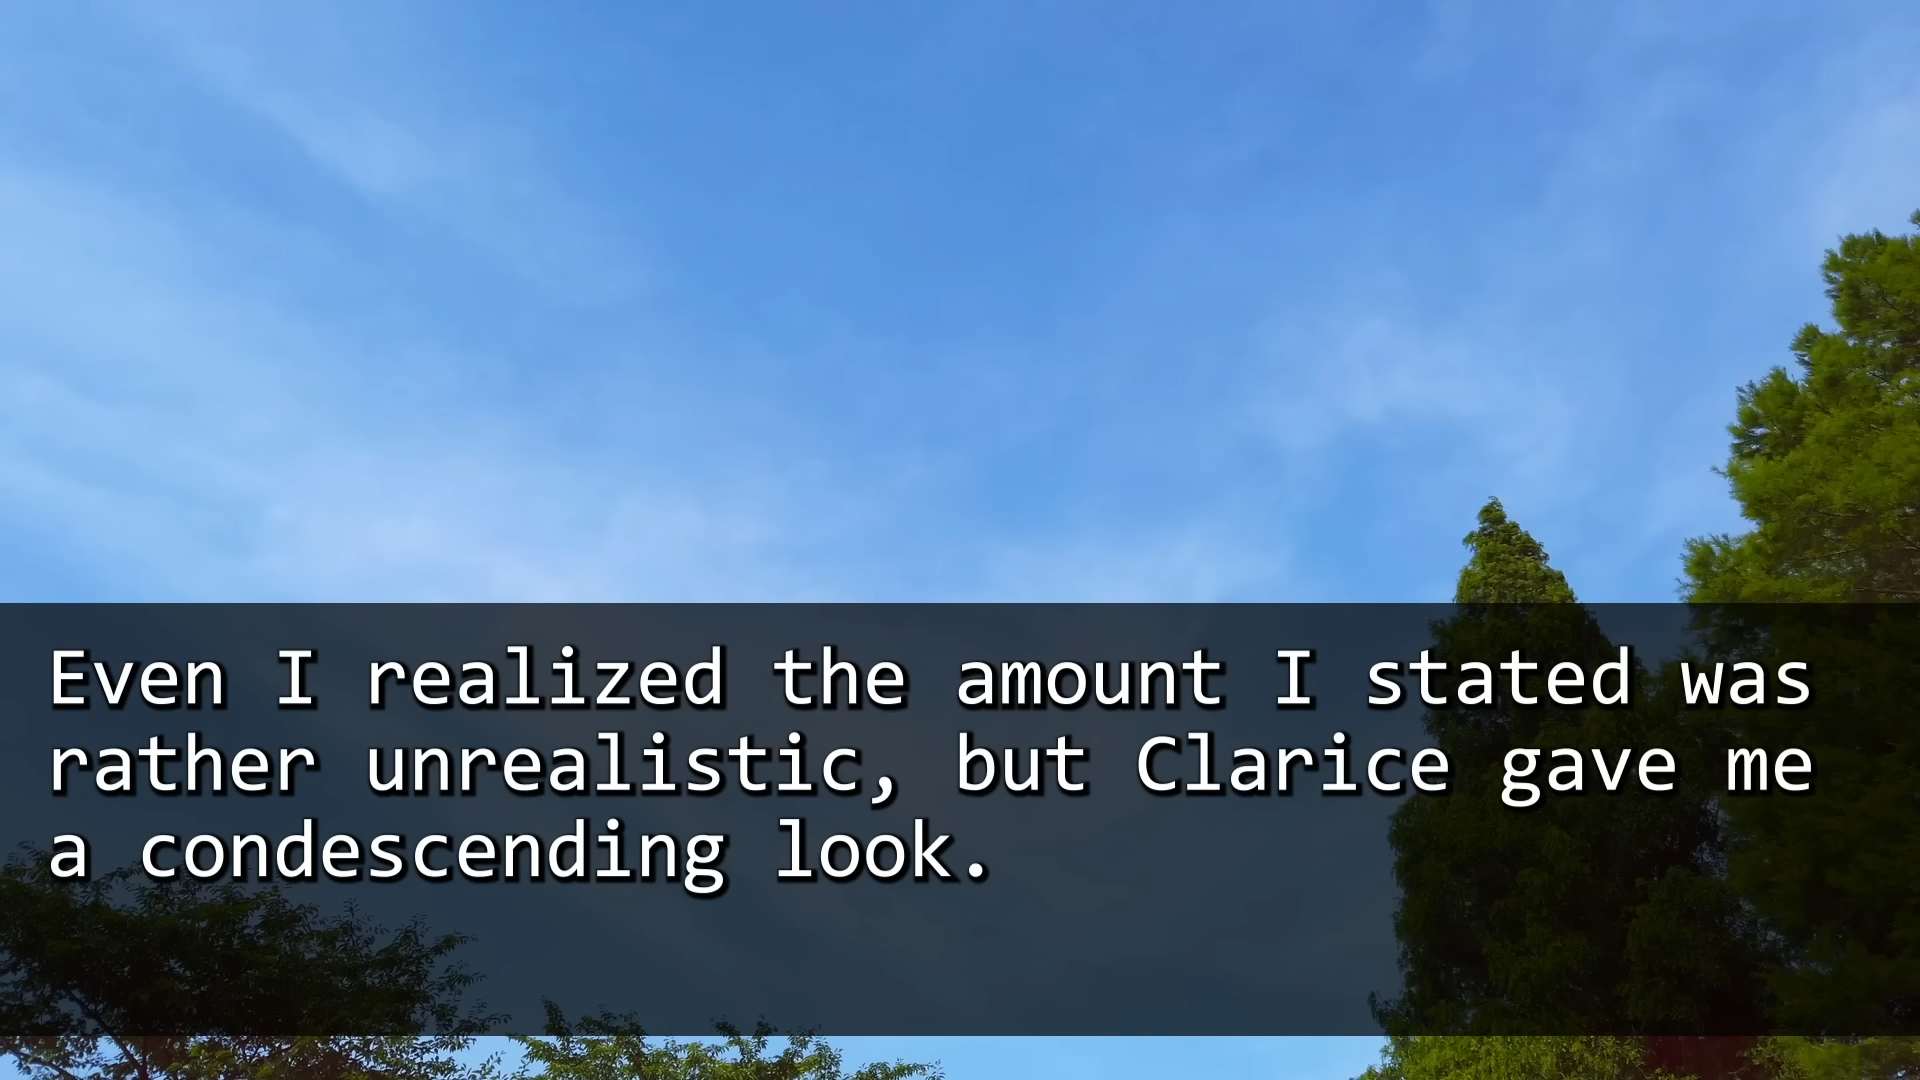 Even I realized the amount I stated was
rather unrealistic, but Clarice gave me
a condescending look.